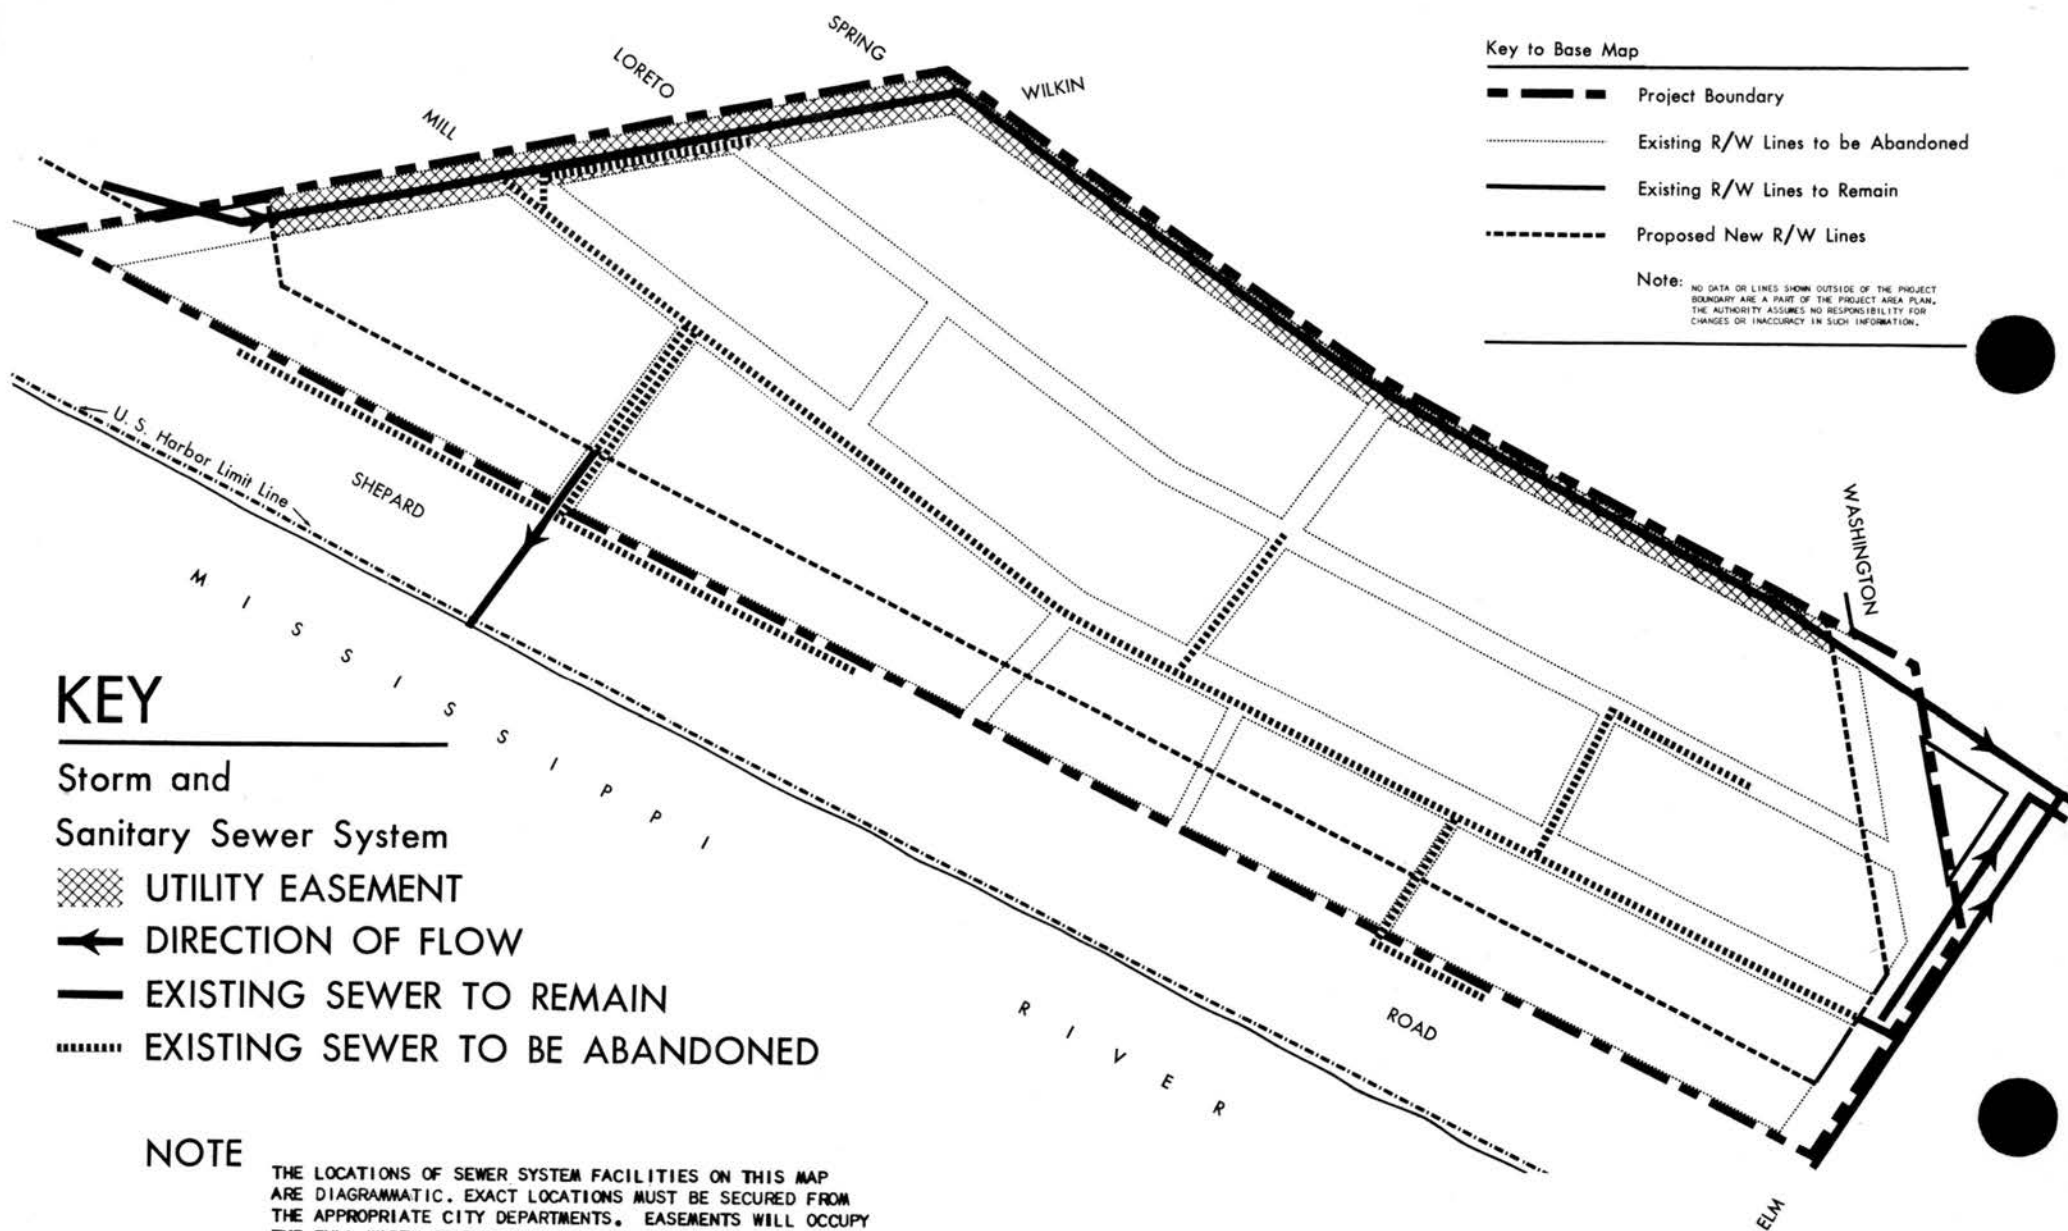 SPRING
LORETO
MILL
WILKIN
Key to Base Map
Project Boundary
Existing R/W Lines to be Abandoned
Existing R/W Lines to Remain
Proposed New R/W Lines
Note: NO DATA OR LINES SHOWN OUTSIDE OF THE PROJECT
BOUNDARY ARE A PART OF THE PROJECT AREA PLAN.
THE AUTHORITY ASSUMES NO RESPONSIBILITY FOR
CHANGES OR INACCURACY IN SUCH INFORMATION.
U. S. Harbor Limit Line
SHEPARD
WASHINGTON
MISSISSIPPI
RIVER
ROAD
ELM
KEY
Storm and
Sanitary Sewer System
UTILITY EASEMENT
DIRECTION OF FLOW
EXISTING SEWER TO REMAIN
EXISTING SEWER TO BE ABANDONED
NOTE
THE LOCATIONS OF SEWER SYSTEM FACILITIES ON THIS MAP
ARE DIAGRAMMATIC. EXACT LOCATIONS MUST BE SECURED FROM
THE APPROPRIATE CITY DEPARTMENTS. EASEMENTS WILL OCCUPY